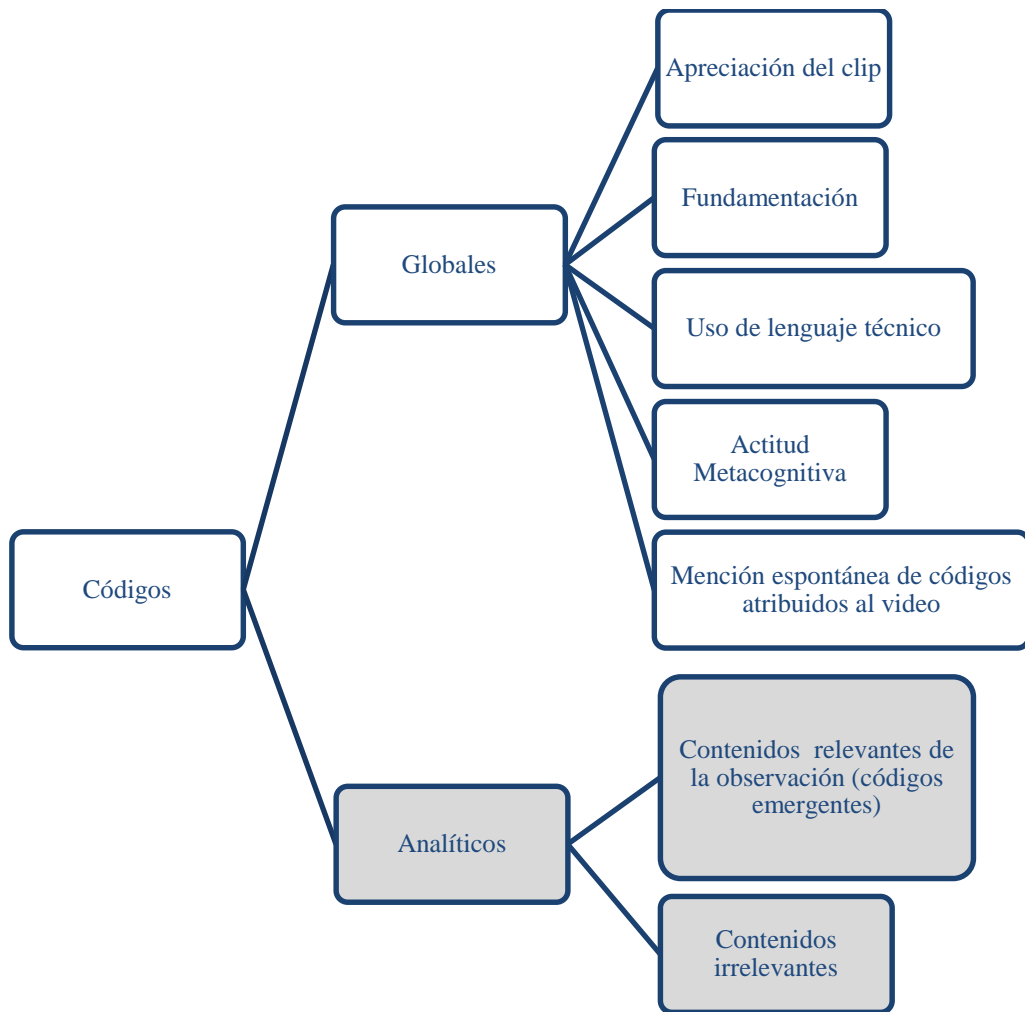 Apreciación del clip
Fundamentación
Globales
Uso de lenguaje técnico
Actitud
Metacognitiva
Códigos
Mención espontánea de códigos
atribuidos al video
Contenidos relevantes de
la observación (códigos
emergentes)
Analíticos
Contenidos
irrelevantes